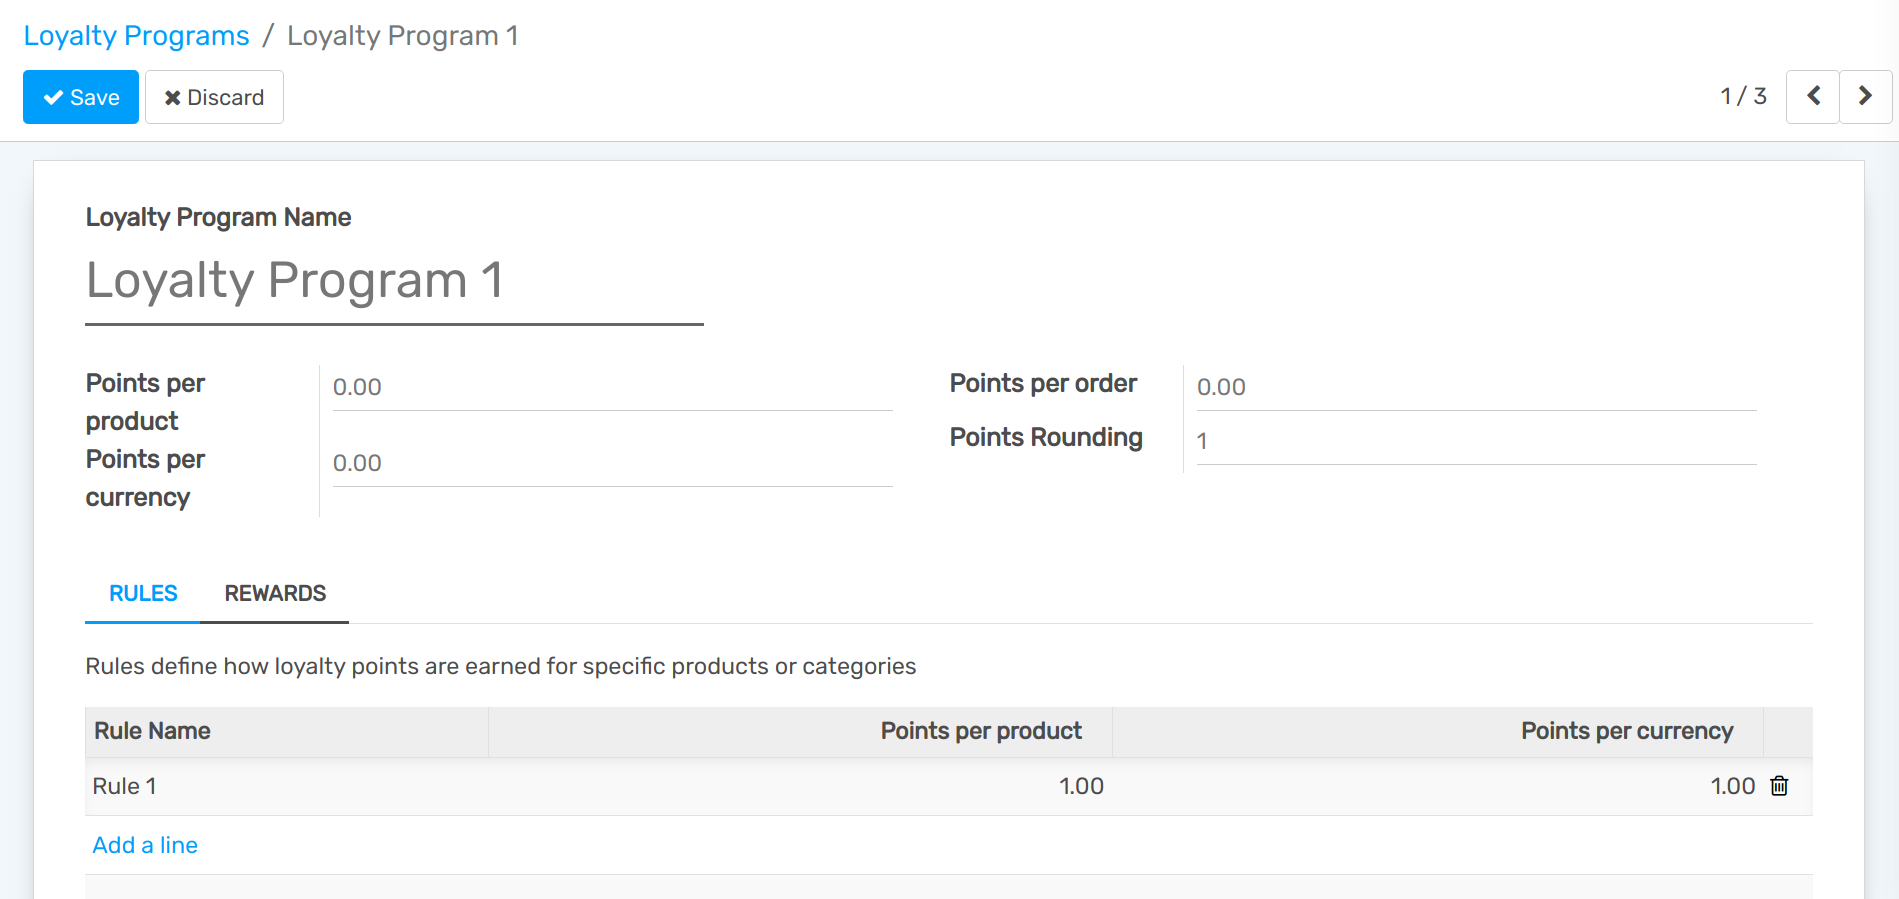 Loyalty Programs / Loyalty Program 1
Save Discard 1 / 3
Loyalty Program Name
Loyalty Program 1
Points per product 0.00
Points per currency 0.00
Points per order 0.00
Points Rounding 1
RULES REWARDS
Rules define how loyalty points are earned for specific products or categories
Rule Name Points per product Points per currency
Rule 1 1.00 1.00
Add a line